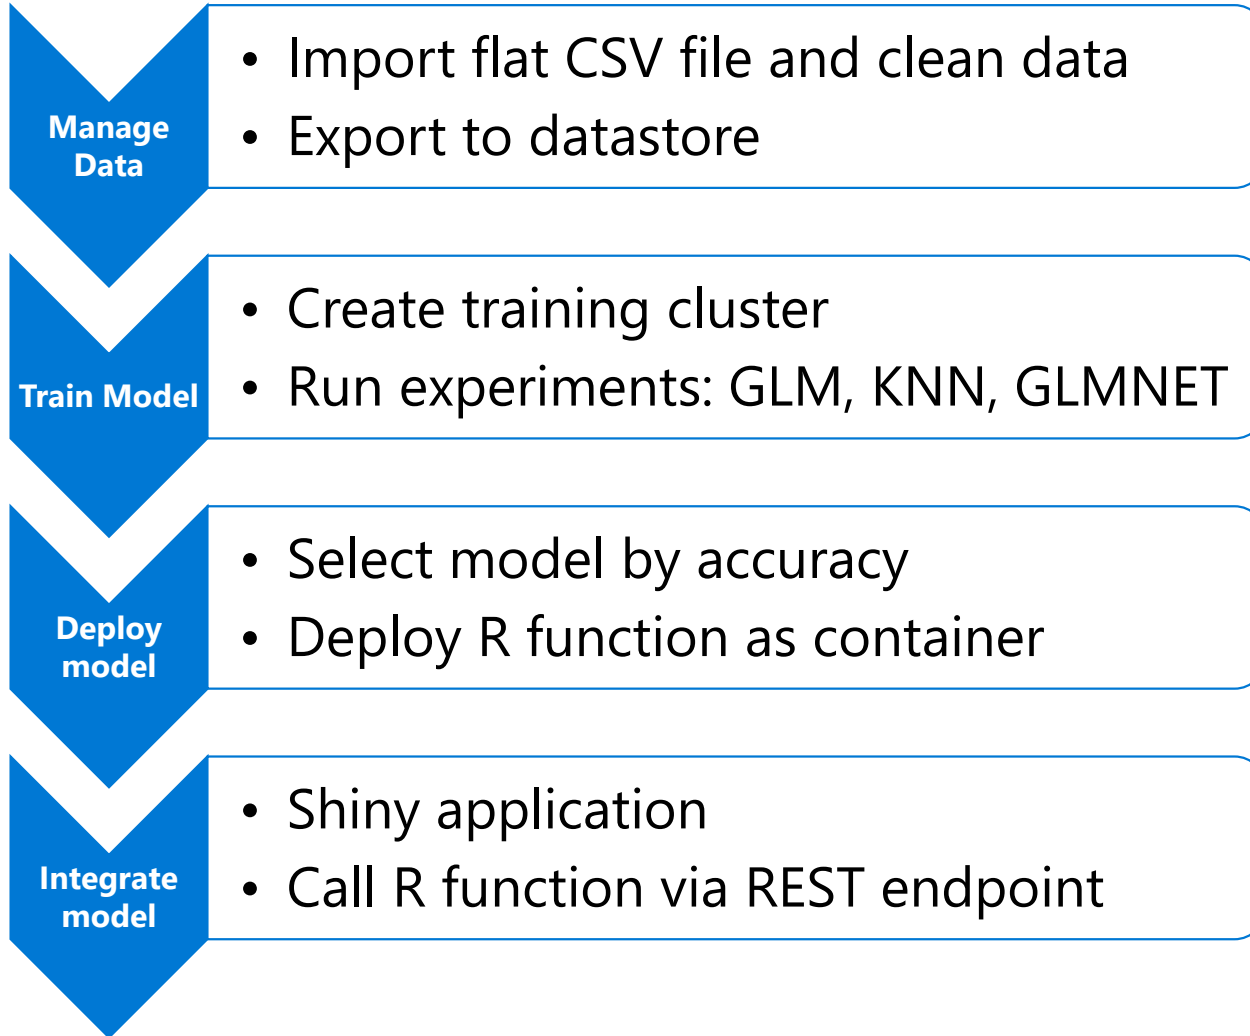 Manage
Data
• Import flat CSV file and clean data
• Export to datastore
Train Model
• Create training cluster
• Run experiments: GLM, KNN, GLMNET
Deploy
model
• Select model by accuracy
• Deploy R function as container
Integrate
model
• Shiny application
• Call R function via REST endpoint